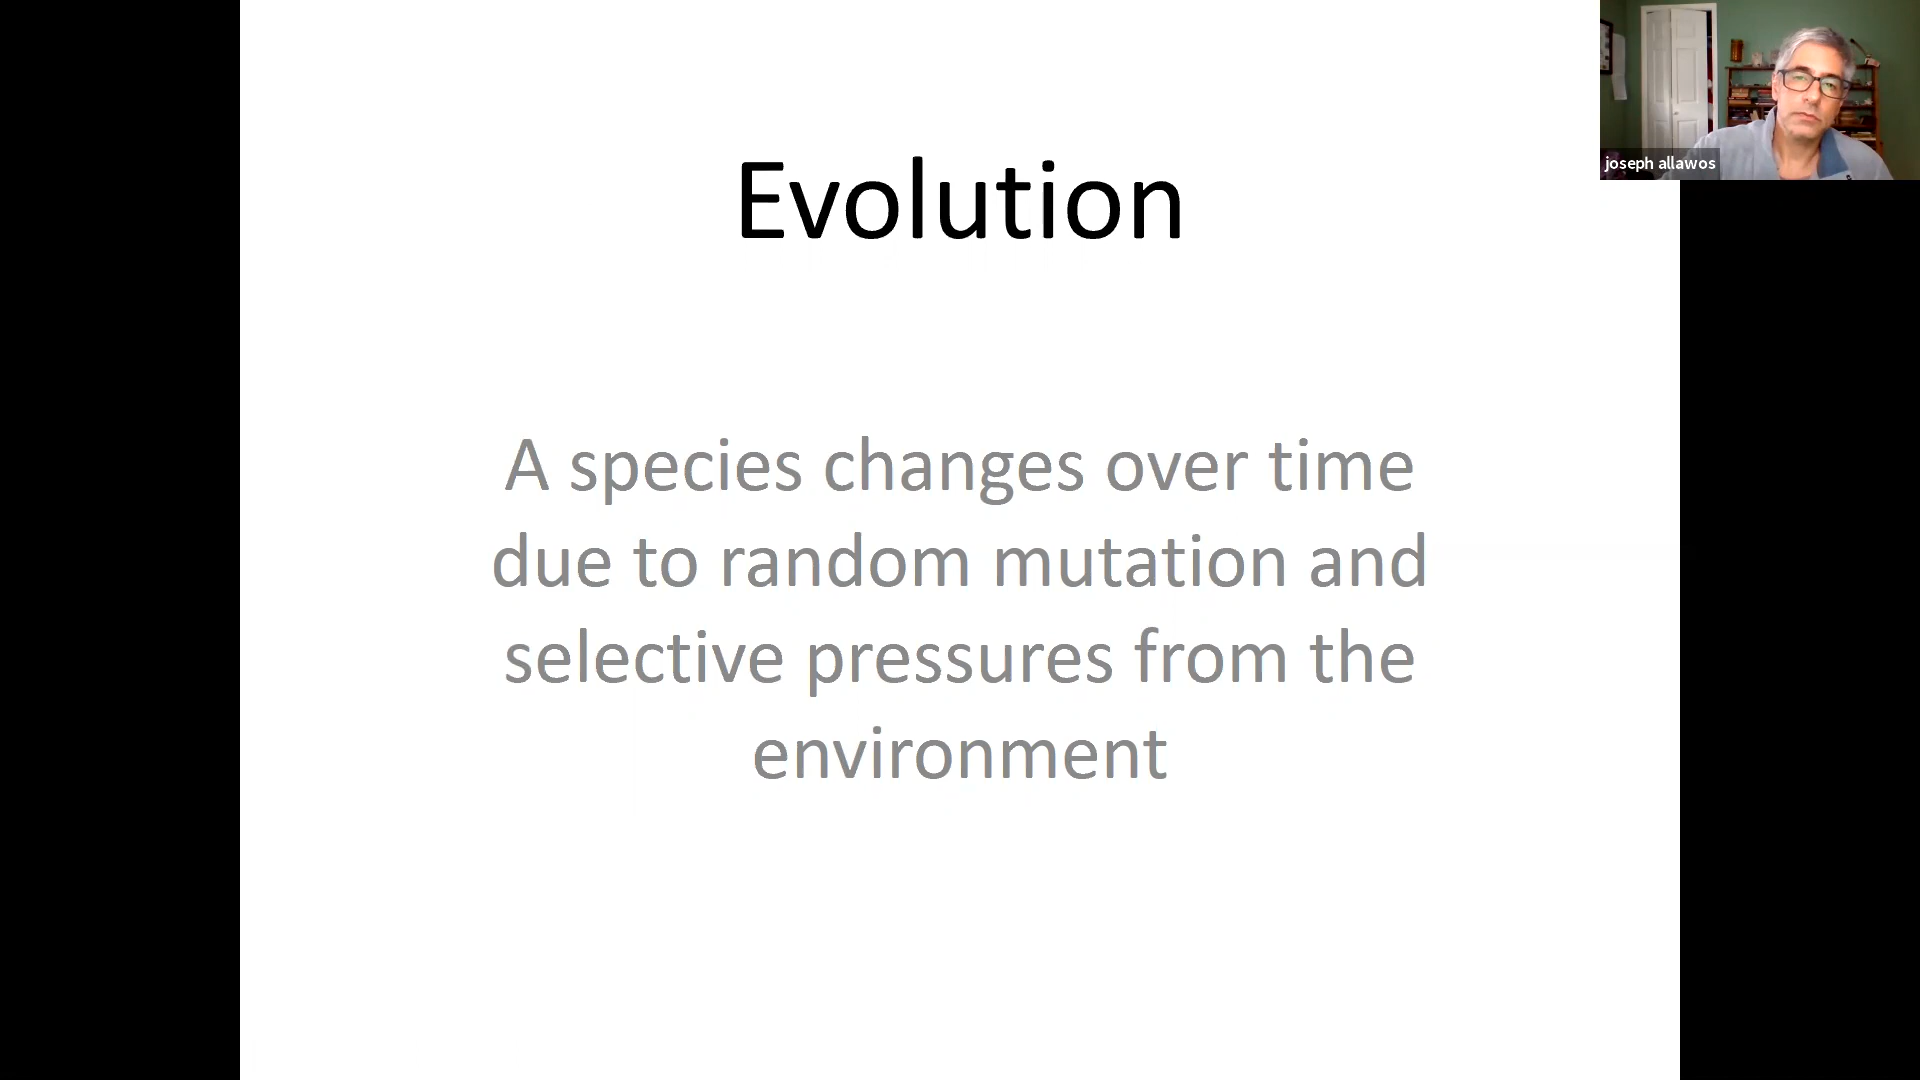 Evolution
A species changes over time
due to random mutation and
selective pressures from the
environment
joseph allawos